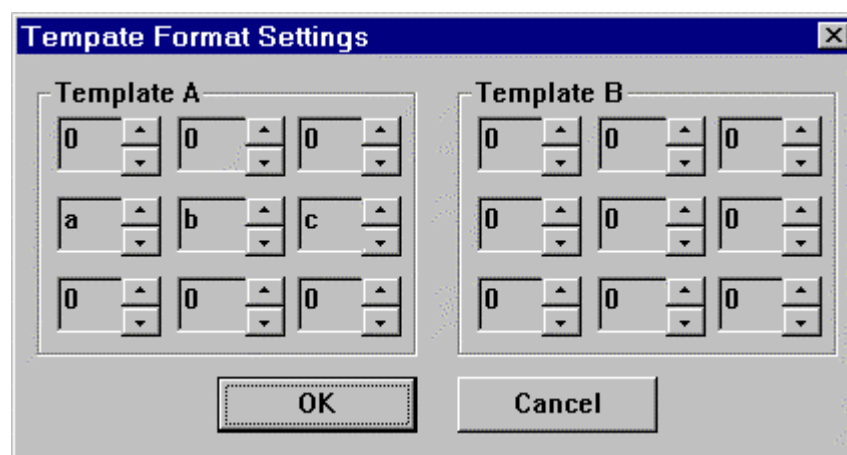 Tempate Format Settings
Template A Template B
0 0 0 0 0 0
a b c 0 0 0
0 0 0 0 0 0
OK Cancel